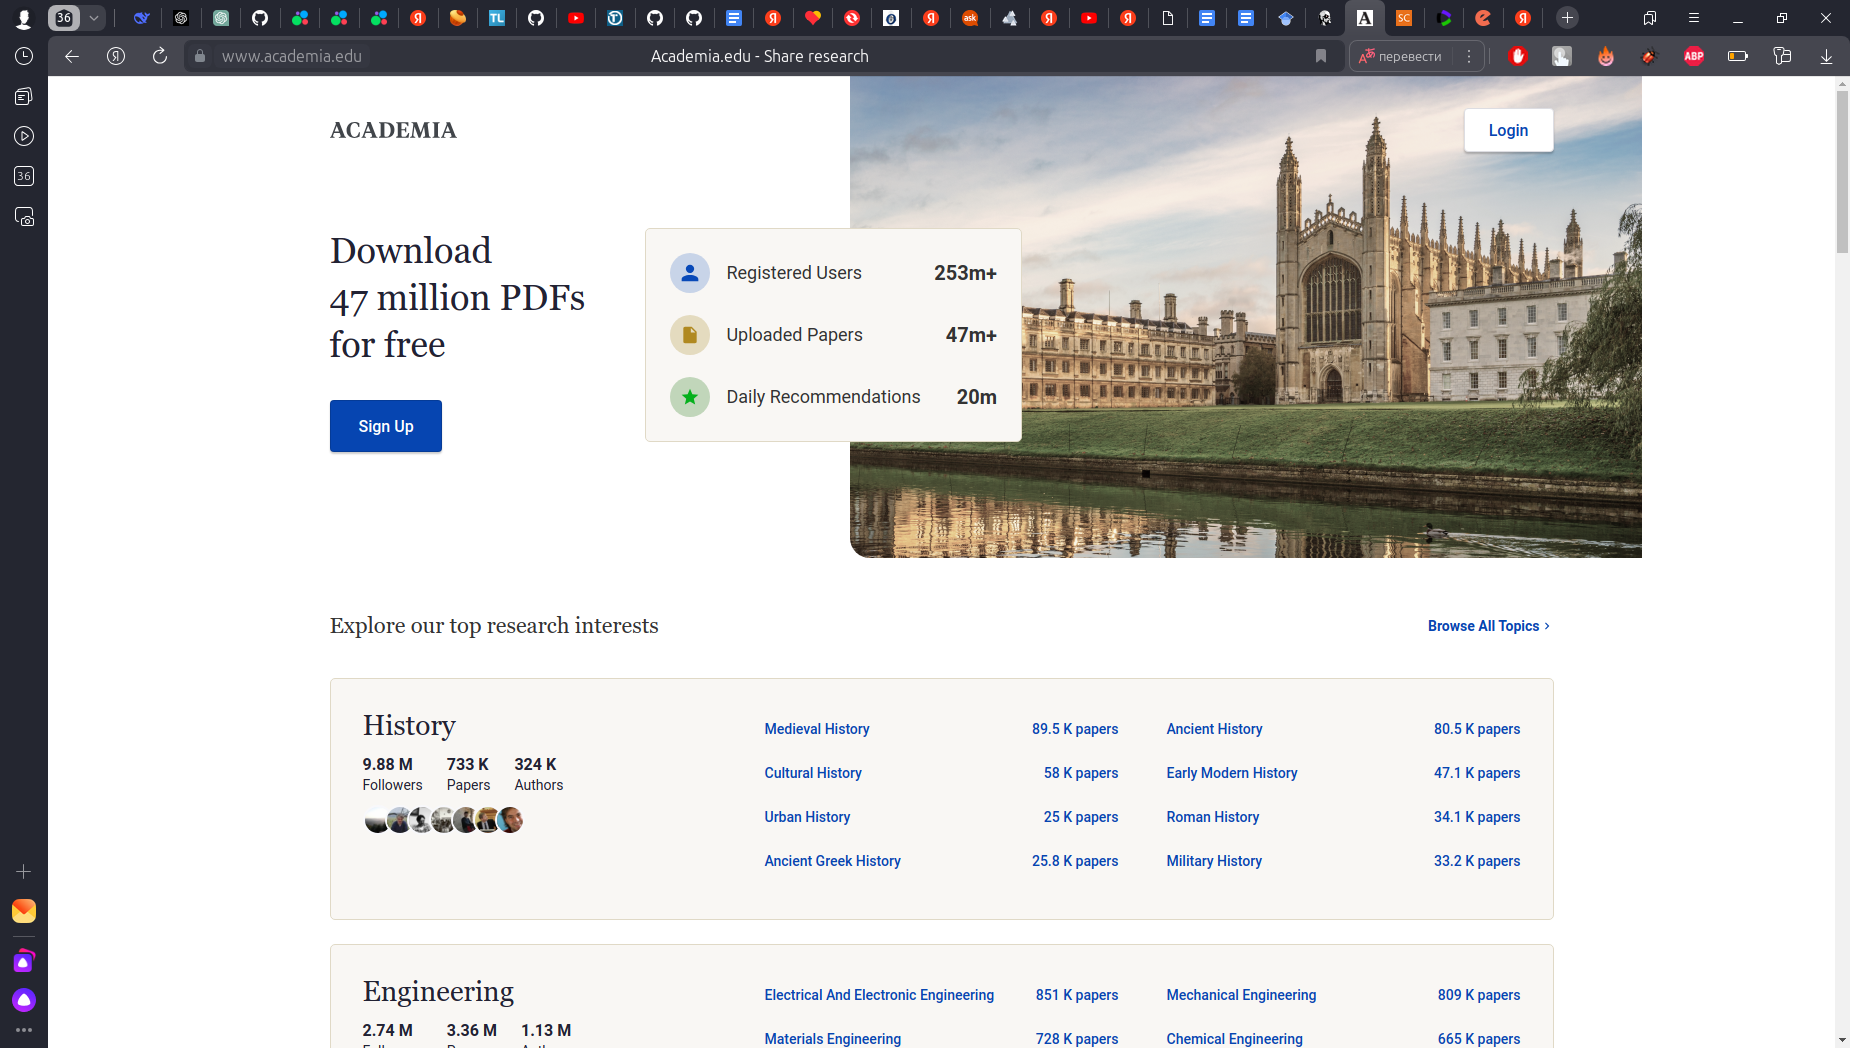 36
www.academia.edu
Academia.edu - Share research
перевести
ABP
TL
ask
SC
36
ACADEMIA
Login
Download
47 million PDFs
for free
Sign Up
Registered Users 253m+
Uploaded Papers 47m+
Daily Recommendations 20m
Explore our top research interests
Browse All Topics
History
9.88 M 733 K 324 K
Followers Papers Authors
Medieval History 89.5 K papers
Ancient History 80.5 K papers
Cultural History 58 K papers
Early Modern History 47.1 K papers
Urban History 25 K papers
Roman History 34.1 K papers
Ancient Greek History 25.8 K papers
Military History 33.2 K papers
Engineering
2.74 M 3.36 M 1.13 M
Electrical And Electronic Engineering 851 K papers
Mechanical Engineering 809 K papers
Materials Engineering 728 K papers
Chemical Engineering 665 K papers